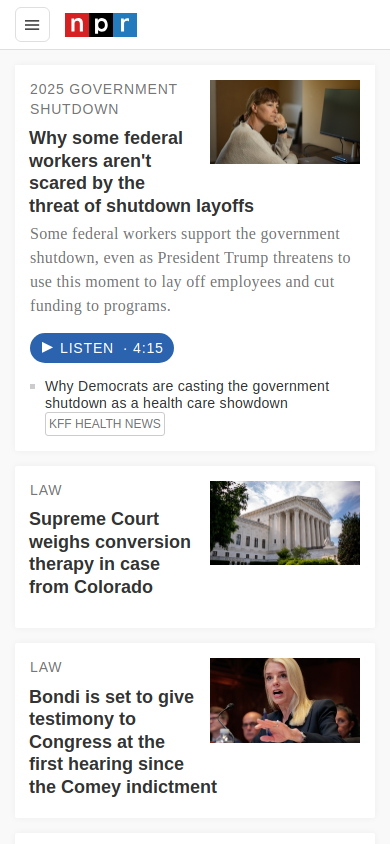 npr
2025 GOVERNMENT
SHUTDOWN
Why some federal
workers aren't
scared by the
threat of shutdown layoffs
Some federal workers support the government
shutdown, even as President Trump threatens to
use this moment to lay off employees and cut
funding to programs.
LISTEN · 4:15
Why Democrats are casting the government
shutdown as a health care showdown
KFF HEALTH NEWS
LAW
Supreme Court
weighs conversion
therapy in case
from Colorado
LAW
Bondi is set to give
testimony to
Congress at the
first hearing since
the Comey indictment